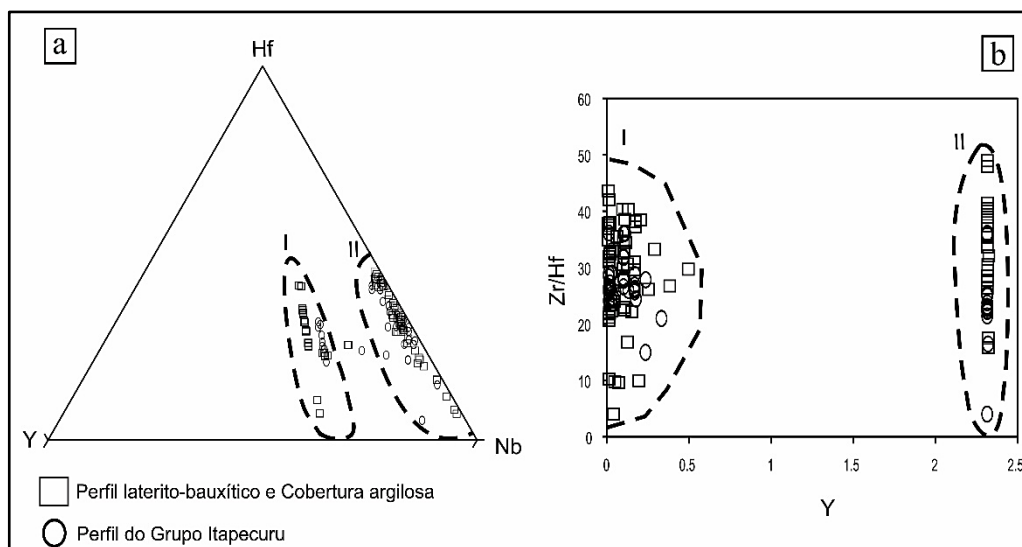 a
Hf
I
II
Y
Nb
Perfil laterito-bauxítico e Cobertura argilosa
Perfil do Grupo Itapecuru
b
60
50
40
30
20
10
0
Zr/Hf
I
II
0
0.5
1
1.5
2
2.5
Y